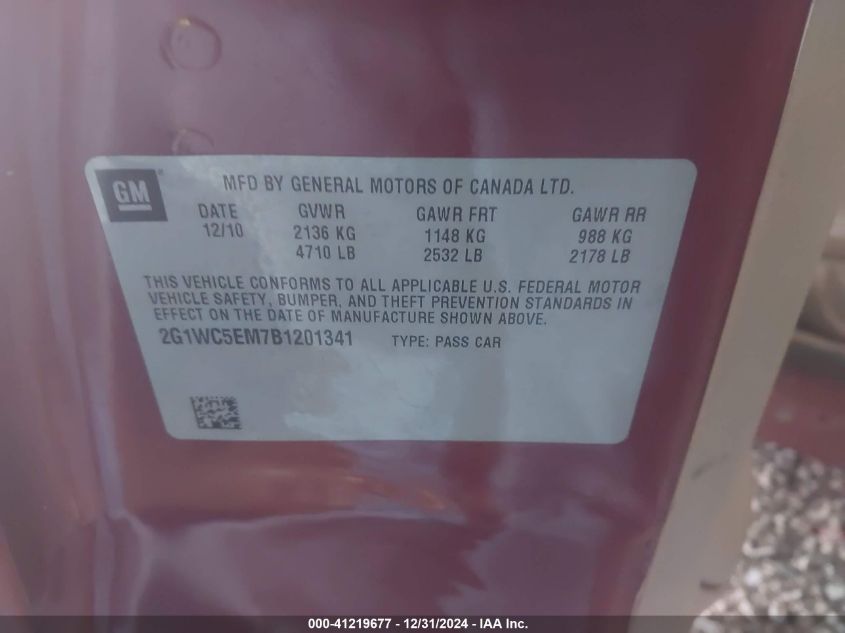 GM
MFD BY GENERAL MOTORS OF CANADA LTD.
DATE GVWR GAWR FRT GAWR RR
12/10 2136 KG 1148 KG 988 KG
4710 LB 2532 LB 2178 LB
THIS VEHICLE CONFORMS TO ALL APPLICABLE U.S. FEDERAL MOTOR
VEHICLE SAFETY, BUMPER, AND THEFT PREVENTION STANDARDS IN
EFFECT ON THE DATE OF MANUFACTURE SHOWN ABOVE.
2G1WC5EM7B1201341 TYPE: PASS CAR
000-41219677 - 12/31/2024 - IAA Inc.